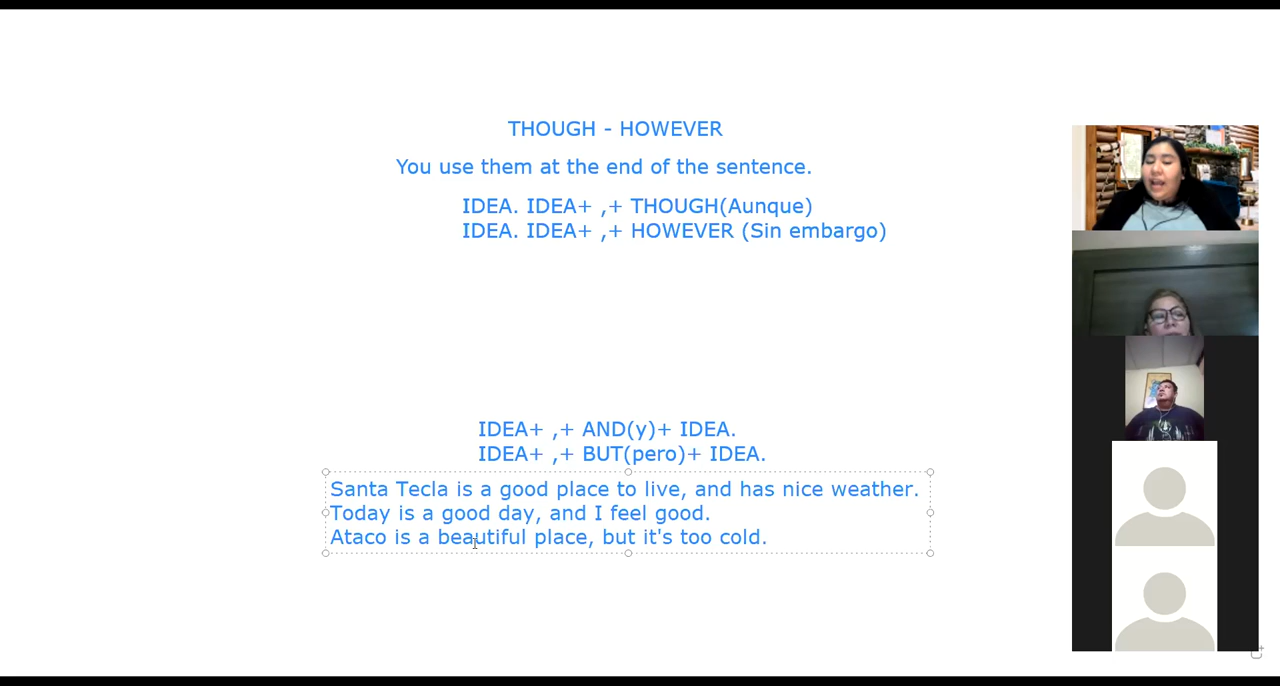 THOUGH - HOWEVER
You use them at the end of the sentence.
IDEA. IDEA+ ,+ THOUGH(Aunque)
IDEA. IDEA+ ,+ HOWEVER (Sin embargo)
IDEA+ ,+ AND(y)+ IDEA.
IDEA+ ,+ BUT(pero)+ IDEA.
Santa Tecla is a good place to live, and has nice weather.
Today is a good day, and I feel good.
Ataco is a beautiful place, but it's too cold.